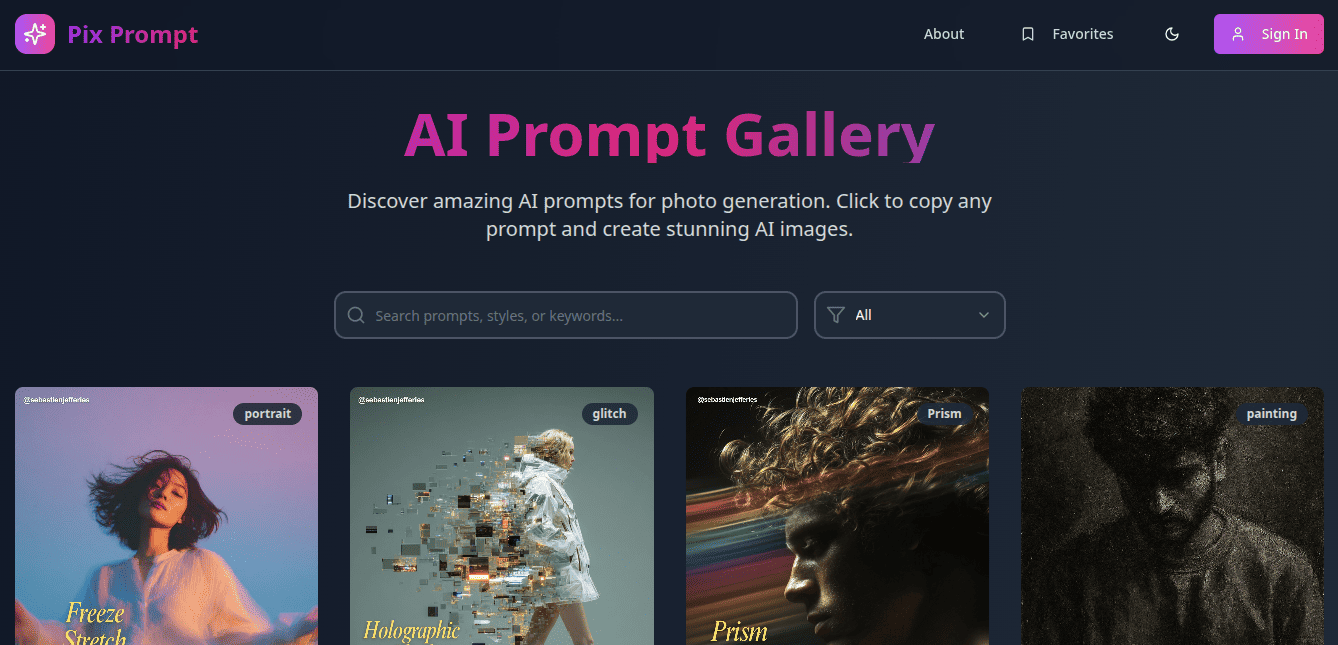 Pix Prompt
About
Favorites
Sign In
AI Prompt Gallery
Discover amazing AI prompts for photo generation. Click to copy any
prompt and create stunning AI images.
Search prompts, styles, or keywords...
All
@sebastienjefferies
portrait
Freeze
Stretch
@sebastienjefferies
glitch
Holographic
@sebastienjefferies
Prism
Prism
painting